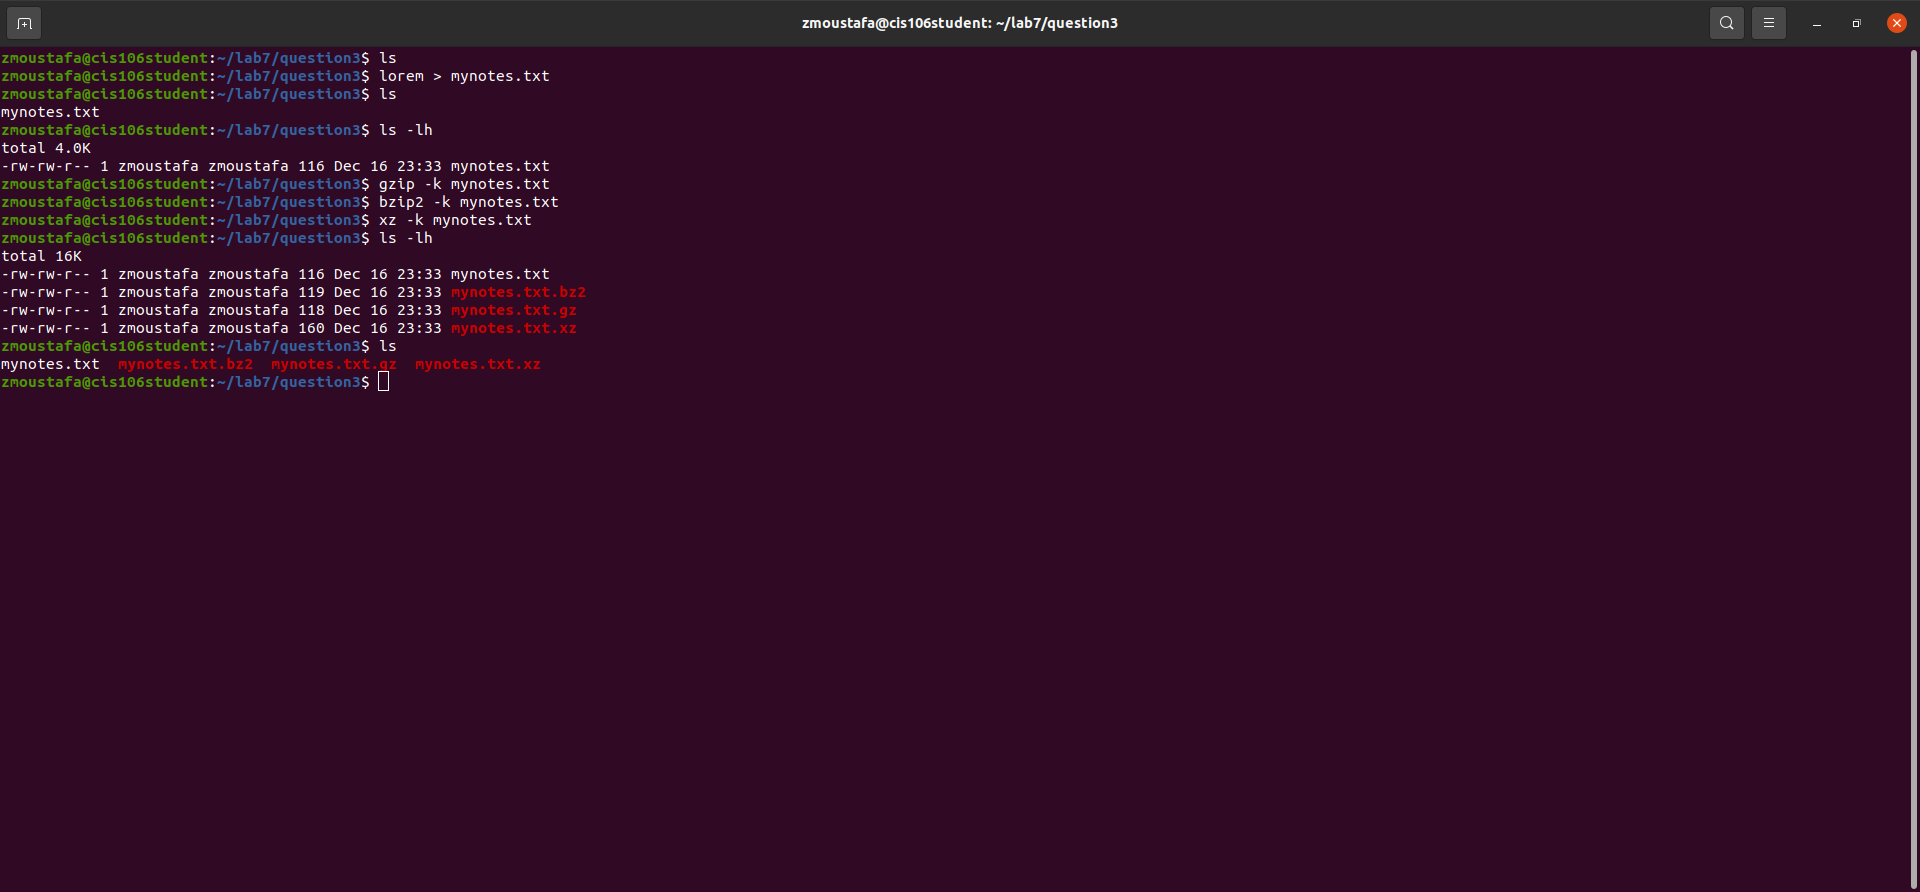 zmoustafa@cis106student: ~/lab7/question3
zmoustafa@cis106student:~/lab7/question3$ ls
zmoustafa@cis106student:~/lab7/question3$ lorem > mynotes.txt
zmoustafa@cis106student:~/lab7/question3$ ls
mynotes.txt
zmoustafa@cis106student:~/lab7/question3$ ls -lh
total 4.0K
-rw-rw-r-- 1 zmoustafa zmoustafa 116 Dec 16 23:33 mynotes.txt
zmoustafa@cis106student:~/lab7/question3$ gzip -k mynotes.txt
zmoustafa@cis106student:~/lab7/question3$ bzip2 -k mynotes.txt
zmoustafa@cis106student:~/lab7/question3$ xz -k mynotes.txt
zmoustafa@cis106student:~/lab7/question3$ ls -lh
total 16K
-rw-rw-r-- 1 zmoustafa zmoustafa 116 Dec 16 23:33 mynotes.txt
-rw-rw-r-- 1 zmoustafa zmoustafa 119 Dec 16 23:33 mynotes.txt.bz2
-rw-rw-r-- 1 zmoustafa zmoustafa 118 Dec 16 23:33 mynotes.txt.gz
-rw-rw-r-- 1 zmoustafa zmoustafa 160 Dec 16 23:33 mynotes.txt.xz
zmoustafa@cis106student:~/lab7/question3$ ls
mynotes.txt  mynotes.txt.bz2  mynotes.txt.gz  mynotes.txt.xz
zmoustafa@cis106student:~/lab7/question3$